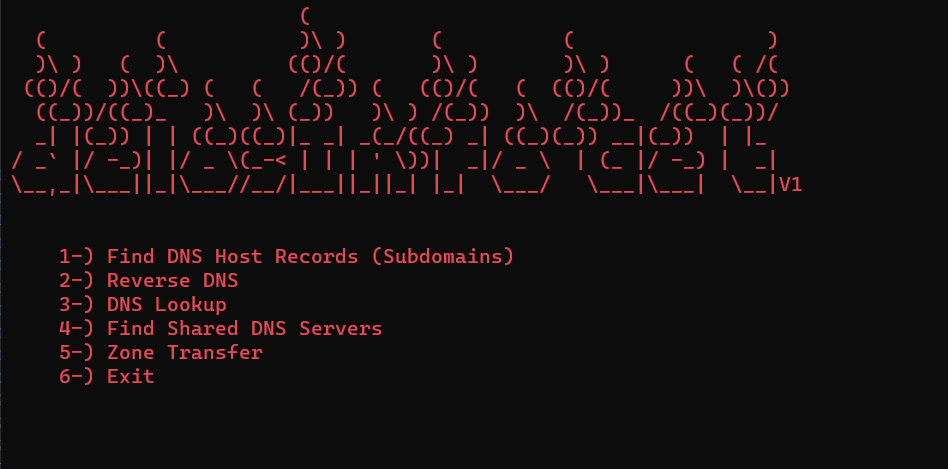 V1
1-) Find DNS Host Records (Subdomains)
2-) Reverse DNS
3-) DNS Lookup
4-) Find Shared DNS Servers
5-) Zone Transfer
6-) Exit